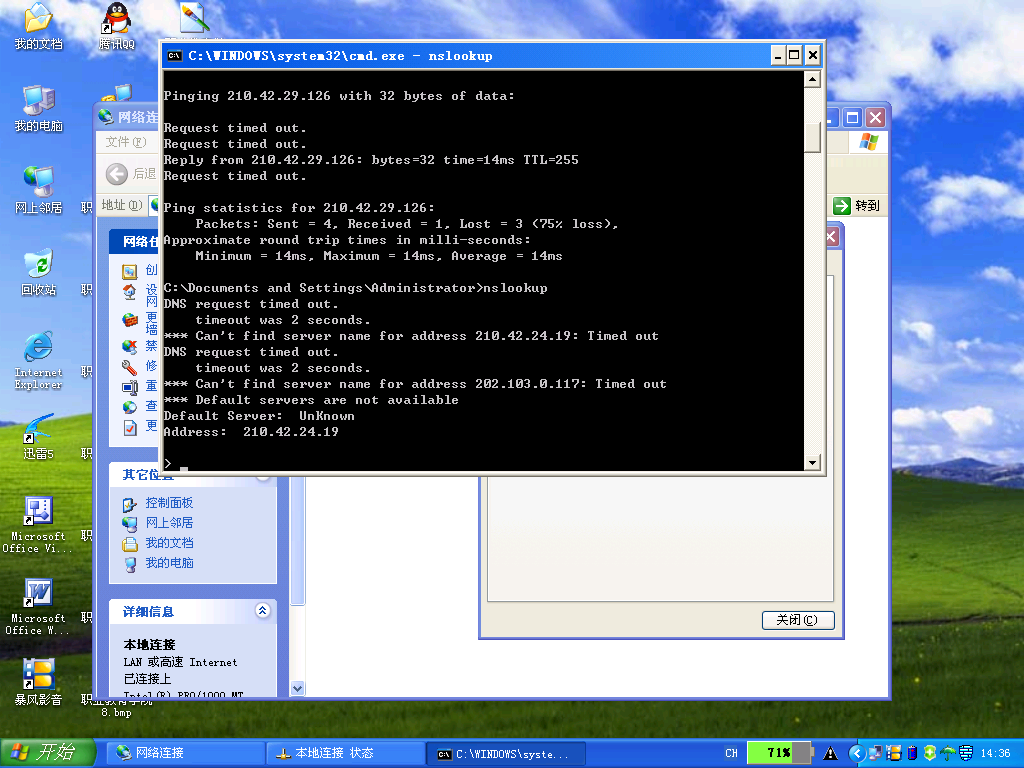 我的文档
腾讯QQ
我的电脑
网上邻居
回收站
Internet
Explorer
迅雷5
Microsoft
Office Vi...
Microsoft
Office W...
暴风影音
职
职
职
职
职
职
8.bmp
C:\WINDOWS\system32\cmd.exe - nslookup
Pinging 210.42.29.126 with 32 bytes of data:
Request timed out.
Request timed out.
Reply from 210.42.29.126: bytes=32 time=14ms TTL=255
Request timed out.
Ping statistics for 210.42.29.126:
Packets: Sent = 4, Received = 1, Lost = 3 (75% loss),
Approximate round trip times in milli-seconds:
Minimum = 14ms, Maximum = 14ms, Average = 14ms
C:\Documents and Settings\Administrator>nslookup
DNS request timed out.
timeout was 2 seconds.
*** Can't find server name for address 210.42.24.19: Timed out
DNS request timed out.
timeout was 2 seconds.
*** Can't find server name for address 202.103.0.117: Timed out
*** Default servers are not available
Default Server:  UnKnown
Address:  210.42.24.19
>
网络连
文件(F)
后退
地址(D)
转到
网络任
创
设
网
更
墙
禁
修
重
查
更
其它位
控制面板
网上邻居
我的文档
我的电脑
详细信息
本地连接
LAN 或高速 Internet
已连接上
Intel(R) PRO/1000 MT
关闭(C)
开始
网络连接
本地连接 状态
C:\WINDOWS\syste...
CH
71%
14:36